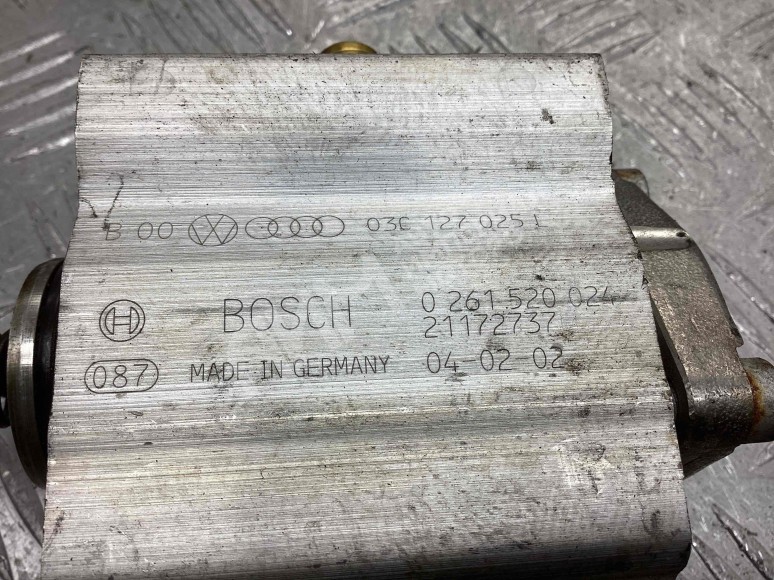 B 00 03C 127 025 L
BOSCH 0 261 520 024
21172737
087 MADE IN GERMANY 04-02-02